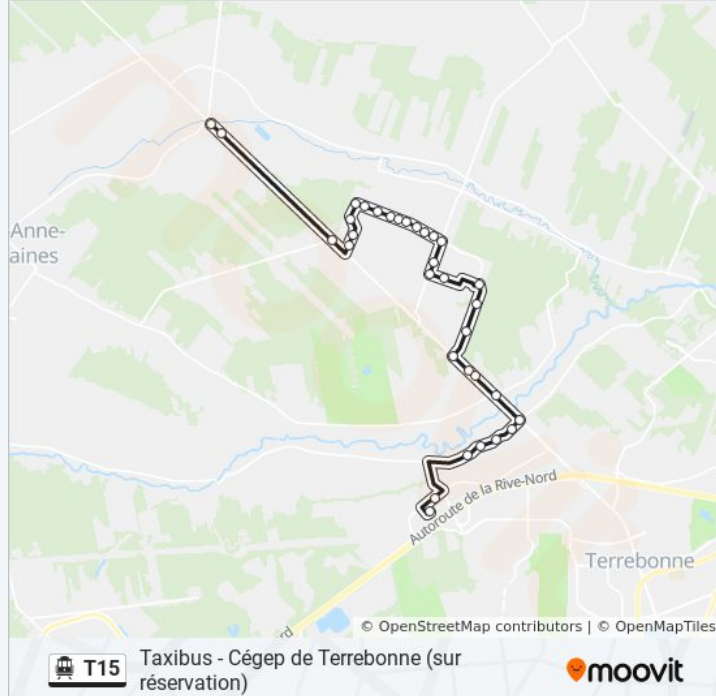 Anne-
aines
Autoroute de la Rive-Nord
Terrebonne
rd
© OpenStreetMap contributors | © OpenMapTiles
T15
Taxibus - Cégep de Terrebonne (sur
réservation)
moovit